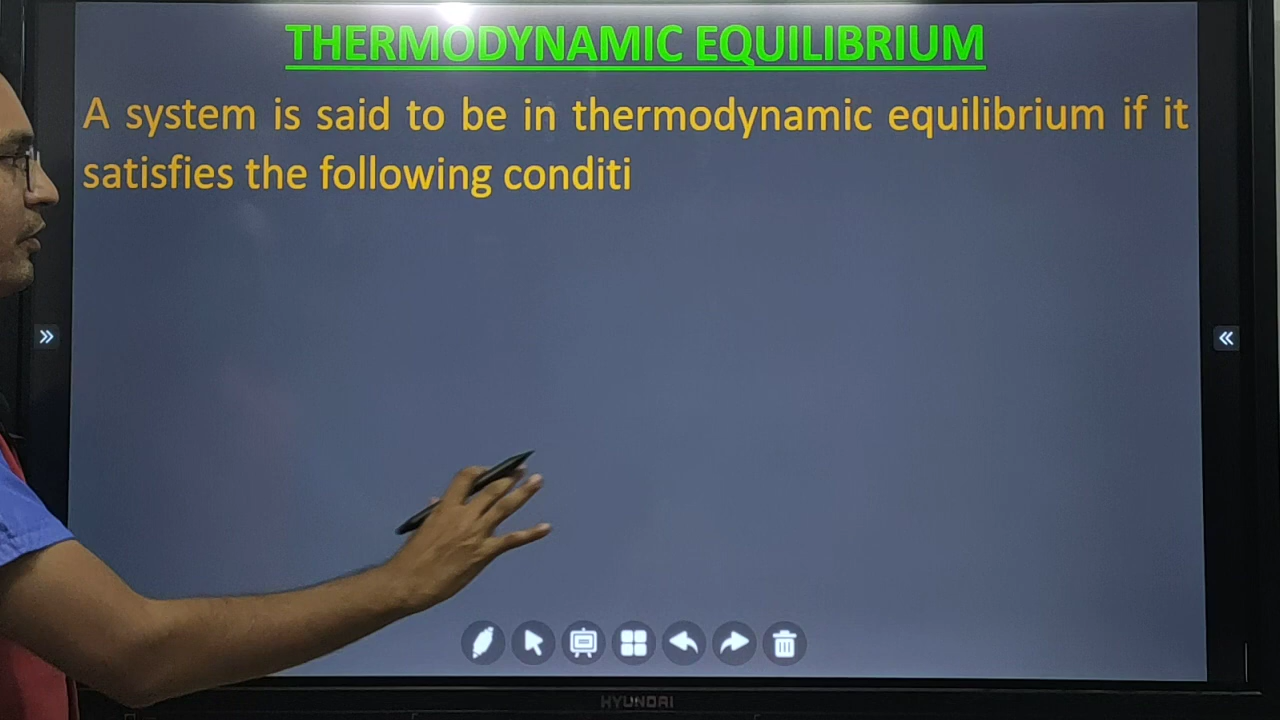 THERMODYNAMIC EQUILIBRIUM
A system is said to be in thermodynamic equilibrium if it
satisfies the following conditi
HYUNDAI